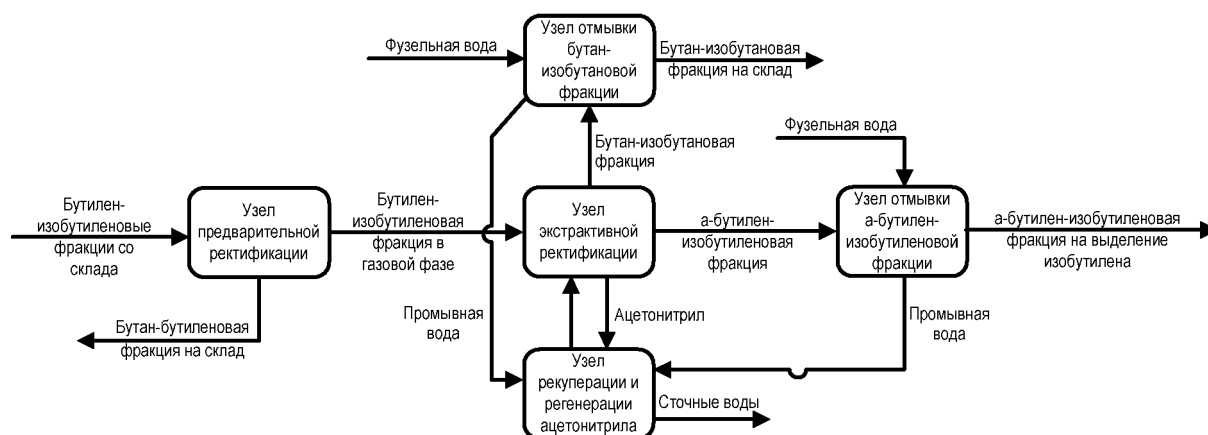 Фузельная вода
Узел отмывки
бутан-
изобутановой
фракции
Бутан-изобутановая
фракция на склад
Бутан-изобутановая
фракция
Фузельная вода
Бутилен-
изобутиленовые
фракции со
склада
Узел
предварительной
ректификации
Бутилен-
изобутиленовая
фракция в
газовой фазе
Узел
экстрактивной
ректификации
а-бутилен-
изобутиленовая
фракция
Узел отмывки
а-бутилен-
изобутиленовой
фракции
а-бутилен-изобутиленовая
фракция на выделение
изобутилена
Бутан-бутиленовая
фракция на склад
Промывная
вода
Ацетонитрил
Промывная
вода
Узел
рекуперации и
регенерации
ацетонитрила
Сточные воды